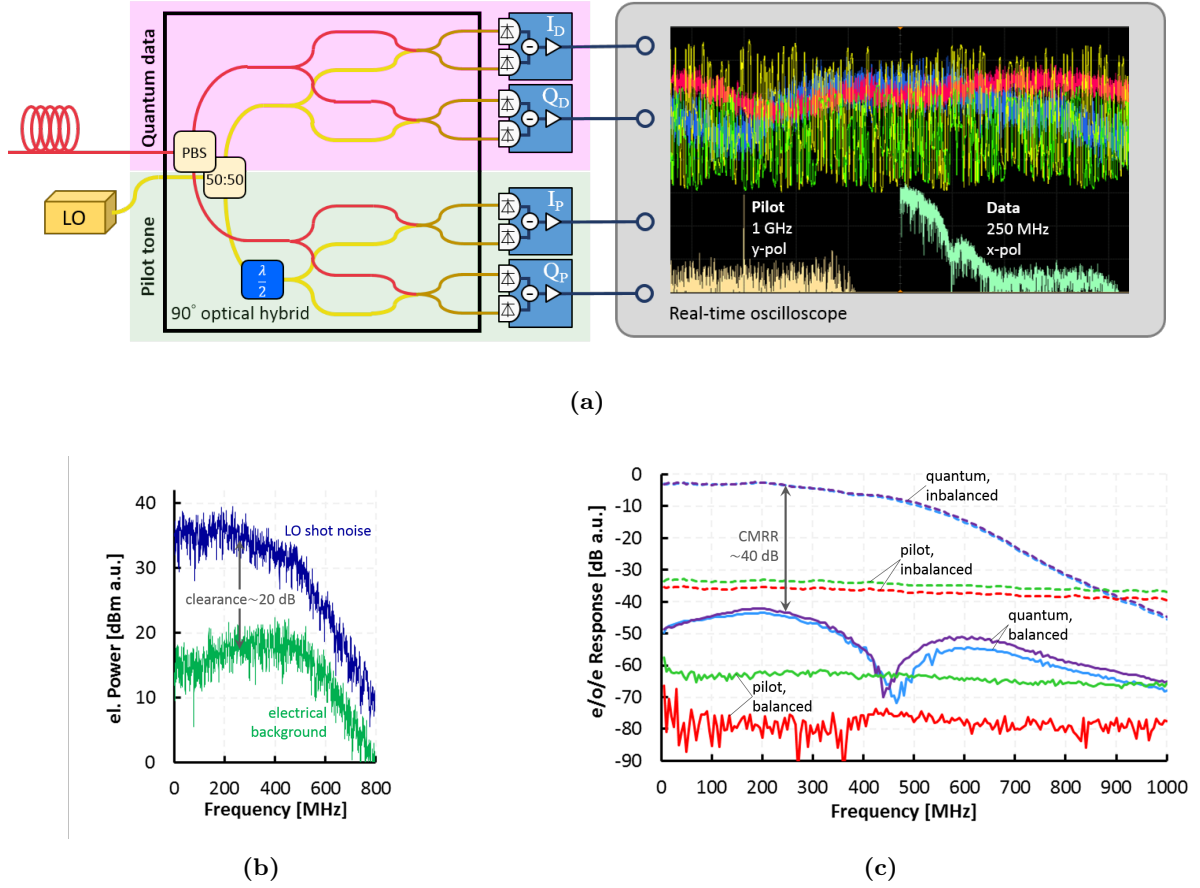 Quantum data
Pilot tone
PBS
50:50
LO
λ
2
90° optical hybrid
I_D
Q_D
I_P
Q_P
Pilot
1 GHz
y-pol
Data
250 MHz
x-pol
Real-time oscilloscope
(a)
el. Power [dBm a.u.]
40
30
20
10
0
LO shot noise
clearance~20 dB
electrical
background
0 200 400 600 800
Frequency [MHz]
(b)
e/o/e Response [dB a.u.]
0
-10
-20
-30
-40
-50
-60
-70
-80
-90
quantum,
inbalanced
CMRR
~40 dB
pilot,
inbalanced
quantum,
balanced
pilot,
balanced
0 100 200 300 400 500 600 700 800 900 1000
Frequency [MHz]
(c)